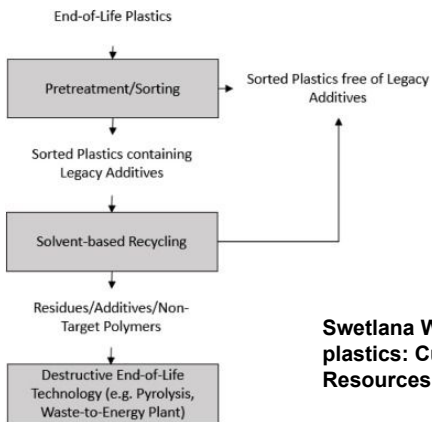 End-of-Life Plastics
Pretreatment/Sorting
Sorted Plastics free of Legacy
Additives
Sorted Plastics containing
Legacy Additives
Solvent-based Recycling
Residues/Additives/Non-
Target Polymers
Destructive End-of-Life
Technology (e.g. Pyrolysis,
Waste-to-Energy Plant)
Swetlana W
plastics: Cu
Resources